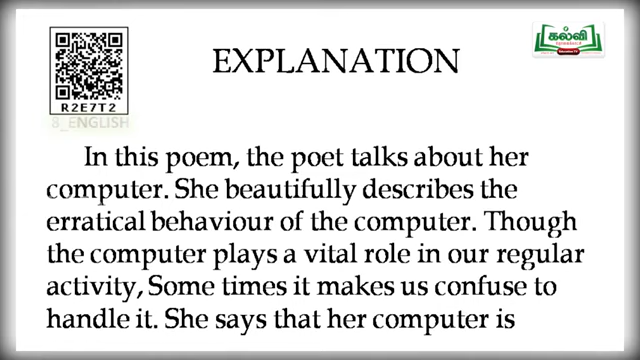 கல்வி
EXPLANATION
R2E7T2
8_ENGLISH
In this poem, the poet talks about her
computer. She beautifully describes the
erratical behaviour of the computer. Though
the computer plays a vital role in our regular
activity, Some times it makes us confuse to
handle it. She says that her computer is